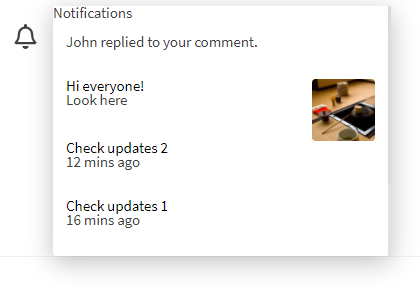 Notifications
John replied to your comment.
Hi everyone!
Look here
Check updates 2
12 mins ago
Check updates 1
16 mins ago